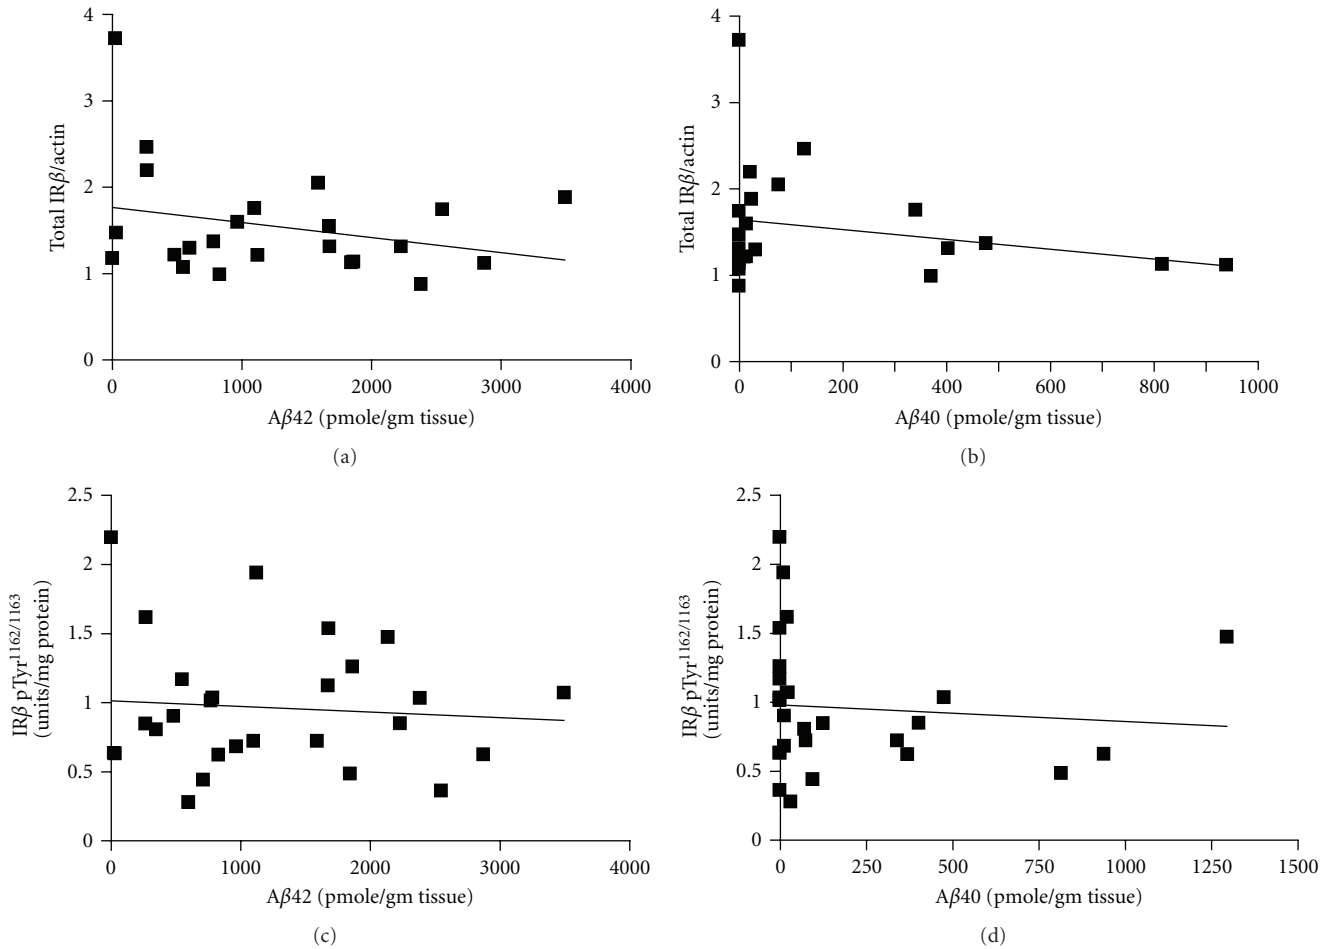 4
3
2
1
0
Total IRβ/actin
0 1000 2000 3000 4000
Aβ42 (pmole/gm tissue)
(a)
4
3
2
1
0
Total IRβ/actin
0 200 400 600 800 1000
Aβ40 (pmole/gm tissue)
(b)
2.5
2
1.5
1
0.5
0
IRβ pTyr1162/1163
(units/mg protein)
0 1000 2000 3000 4000
Aβ42 (pmole/gm tissue)
(c)
2.5
2
1.5
1
0.5
0
IRβ pTyr1162/1163
(units/mg protein)
0 250 500 750 1000 1250 1500
Aβ40 (pmole/gm tissue)
(d)